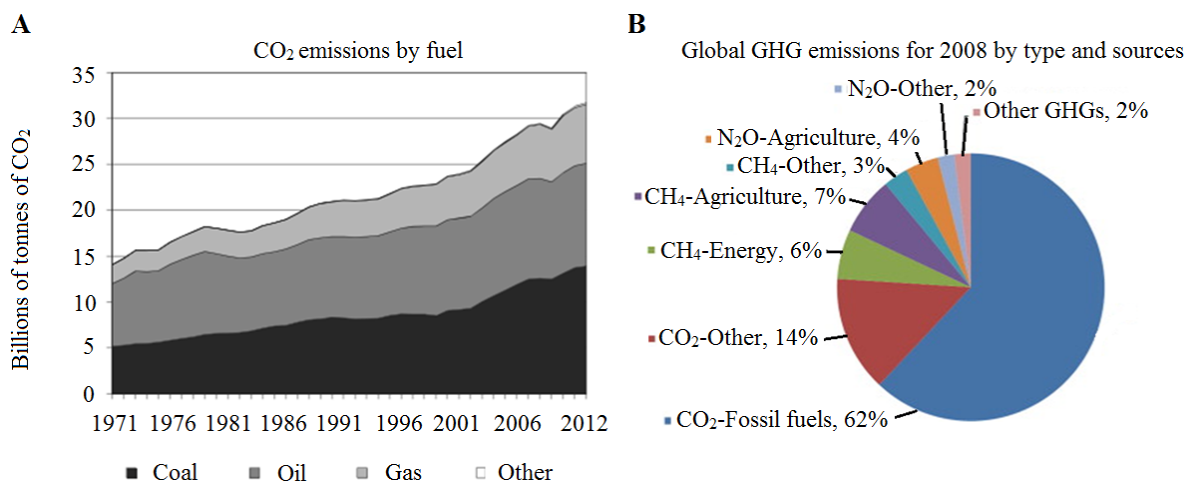 A
CO₂ emissions by fuel
Billions of tonnes of CO₂
35
30
25
20
15
10
5
0
1971 1976 1981 1986 1991 1996 2001 2006 2012
Coal Oil Gas Other
B
Global GHG emissions for 2008 by type and sources
N₂O-Other, 2%
Other GHGs, 2%
N₂O-Agriculture, 4%
CH₄-Other, 3%
CH₄-Agriculture, 7%
CH₄-Energy, 6%
CO₂-Other, 14%
CO₂-Fossil fuels, 62%